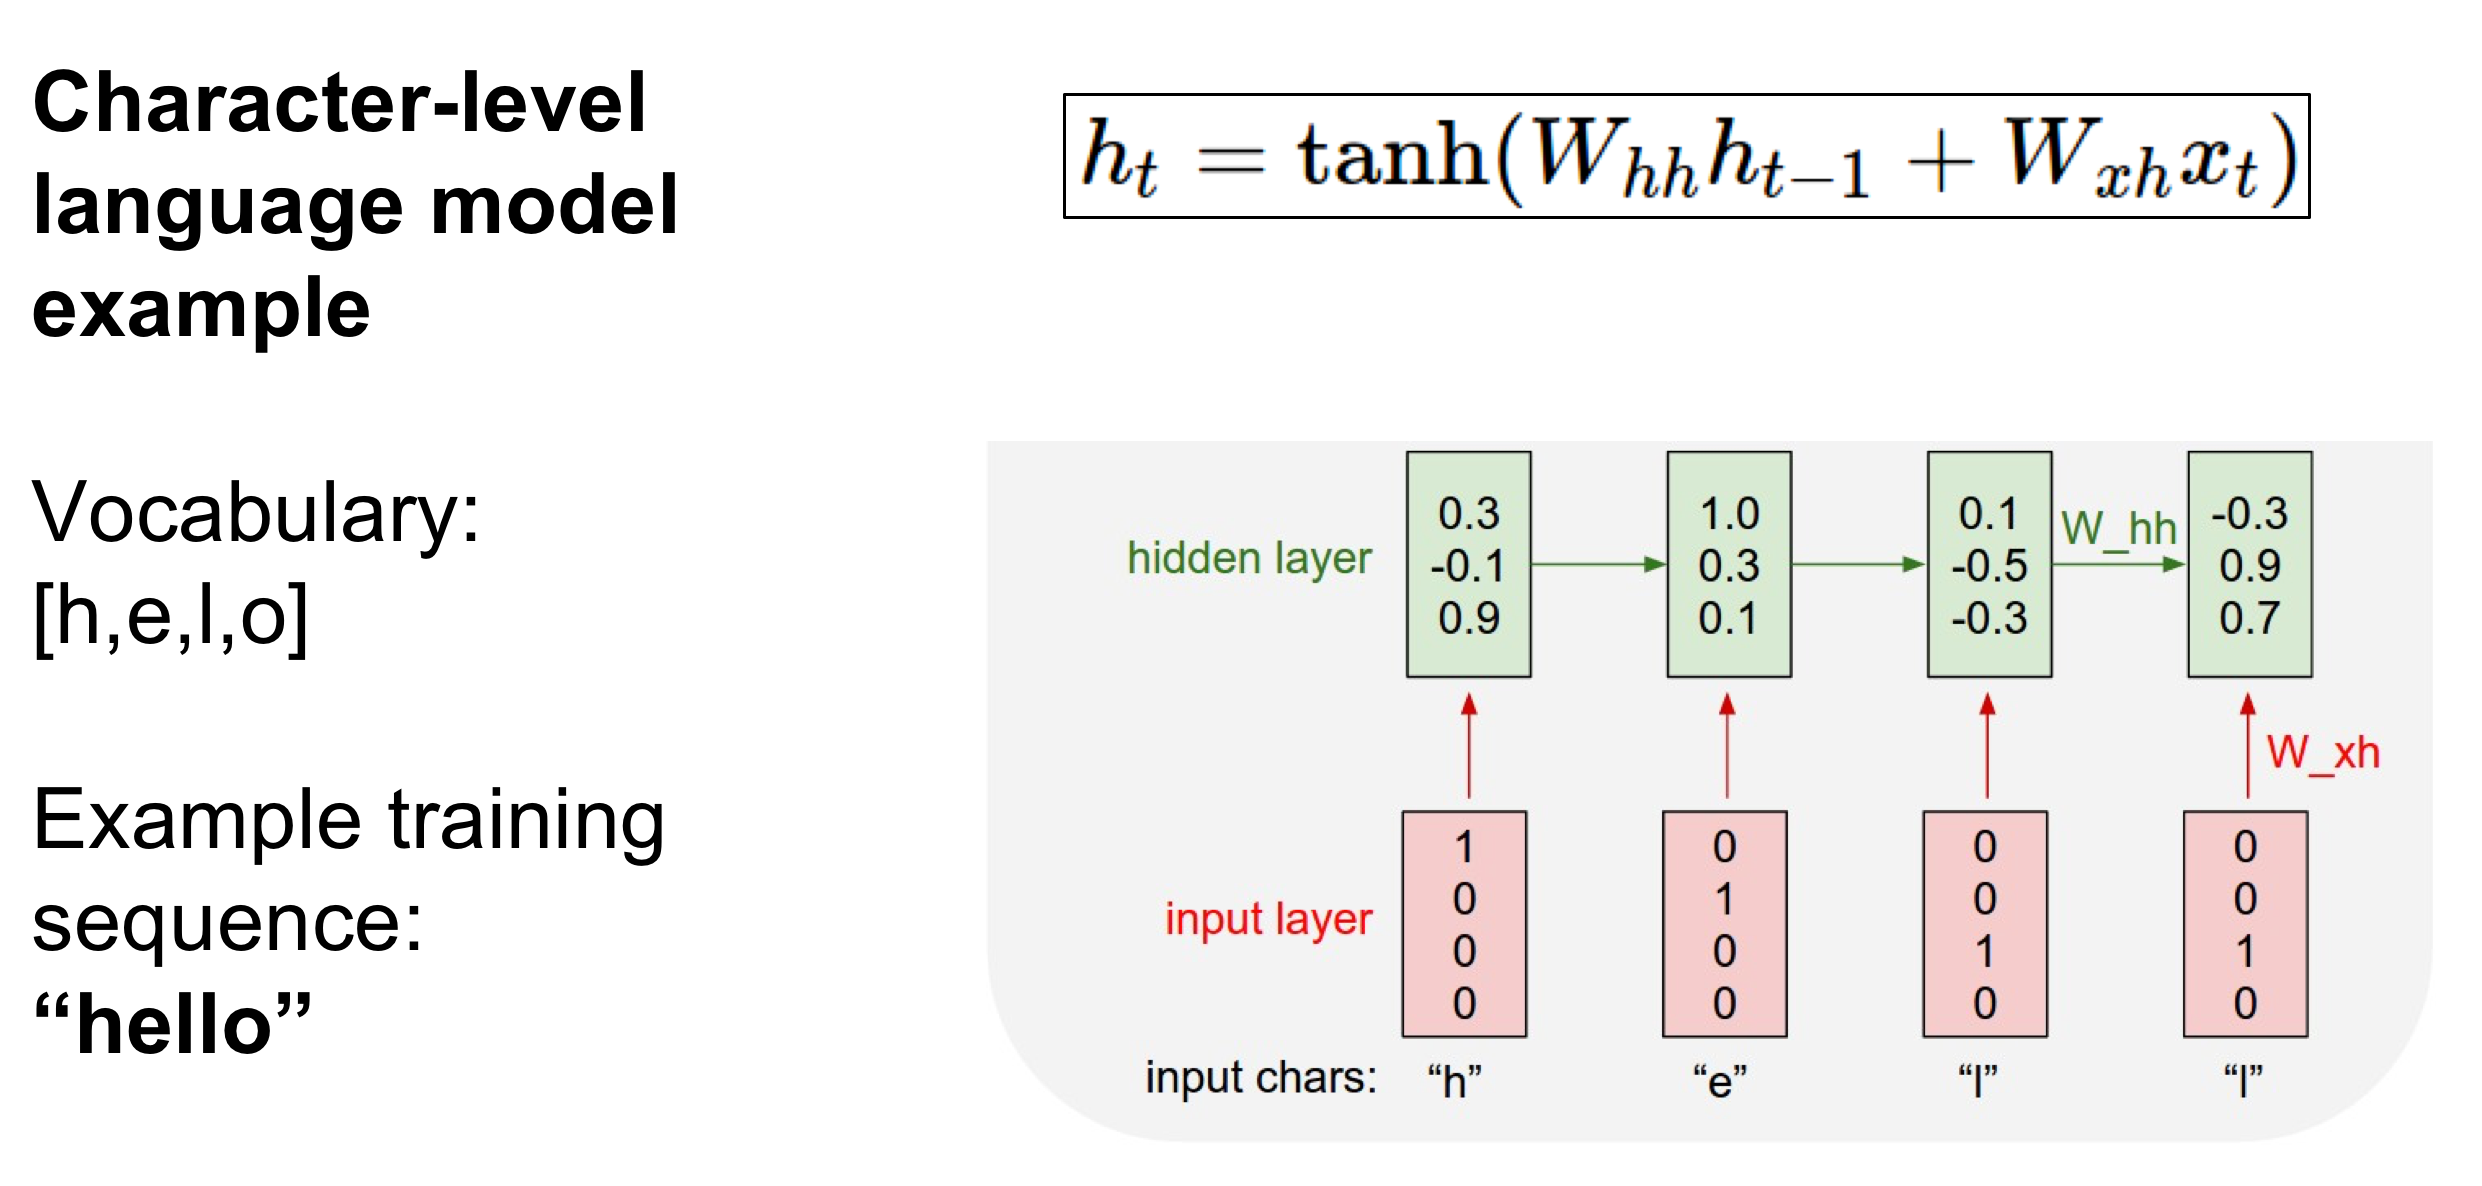 Character-level
language model
example
Vocabulary:
[h,e,l,o]
Example training
sequence:
“hello”
h_t = tanh(W_{hh}h_{t-1} + W_{xh}x_t)
hidden layer
0.3 1.0 0.1 -0.3
-0.1 0.3 -0.5 0.9
0.9 0.1 -0.3 0.7
W_hh
W_xh
input layer
1 0 0 0
0 1 0 0
0 0 1 1
0 0 0 0
input chars: “h” “e” “l” “l”